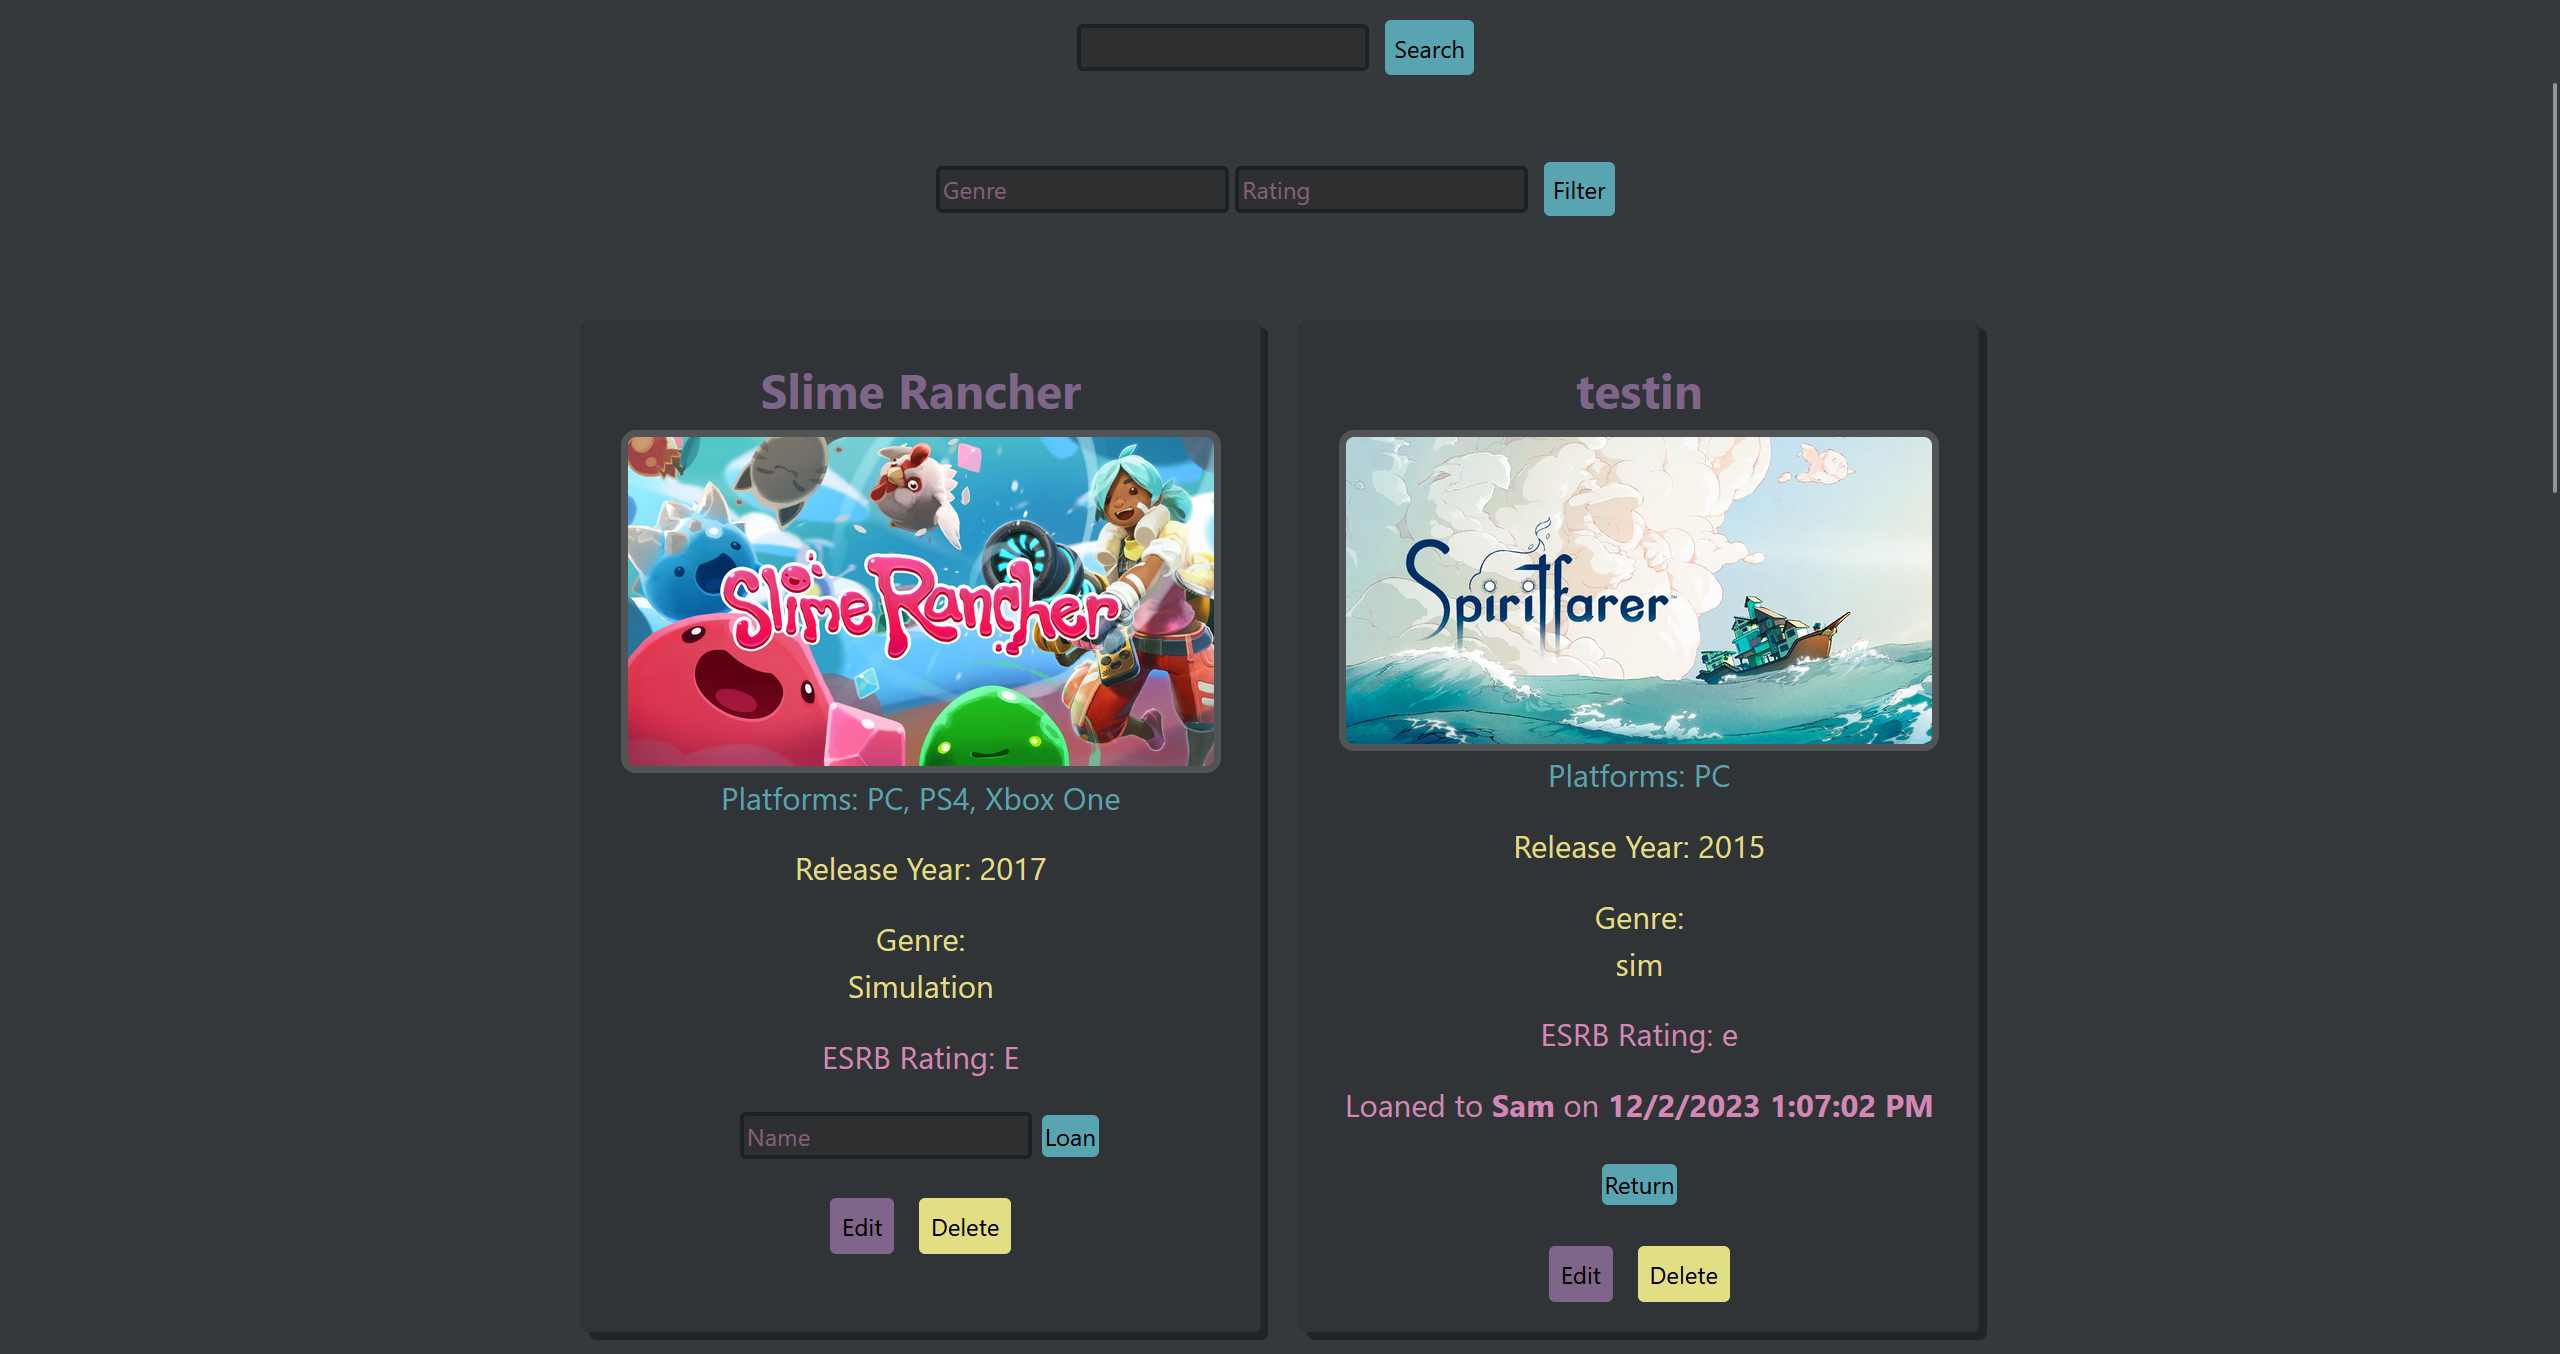 Search
Genre Rating Filter
Slime Rancher
Slime Rancher
Platforms: PC, PS4, Xbox One
Release Year: 2017
Genre:
Simulation
ESRB Rating: E
Name Loan
Edit Delete
testin
Spiritfarer™
Platforms: PC
Release Year: 2015
Genre:
sim
ESRB Rating: e
Loaned to Sam on 12/2/2023 1:07:02 PM
Return
Edit Delete